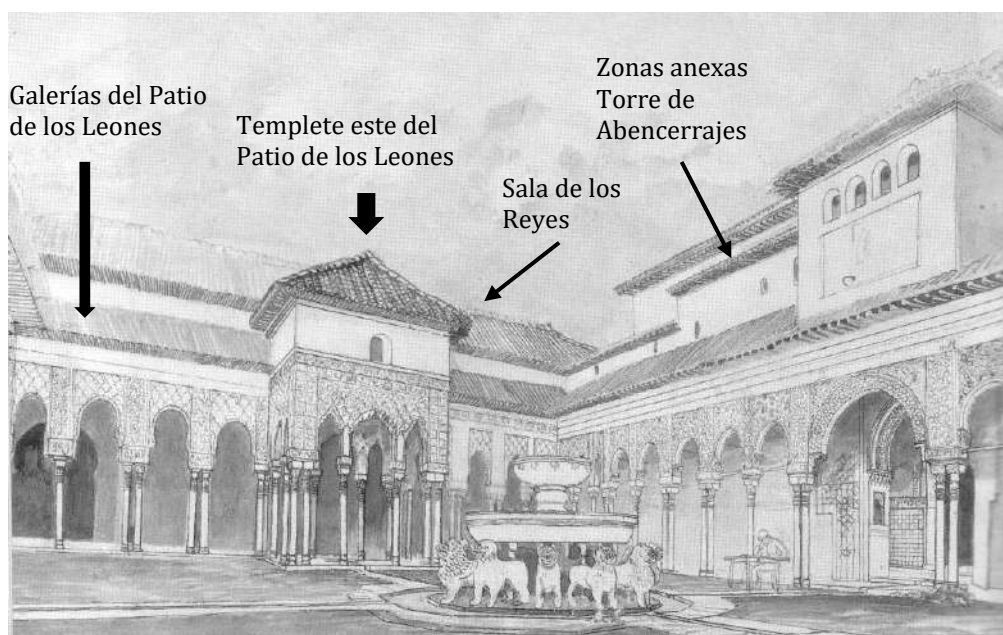 Galerías del Patio
de los Leones
Templete este del
Patio de los Leones
Sala de los
Reyes
Zonas anexas
Torre de
Abencerrajes